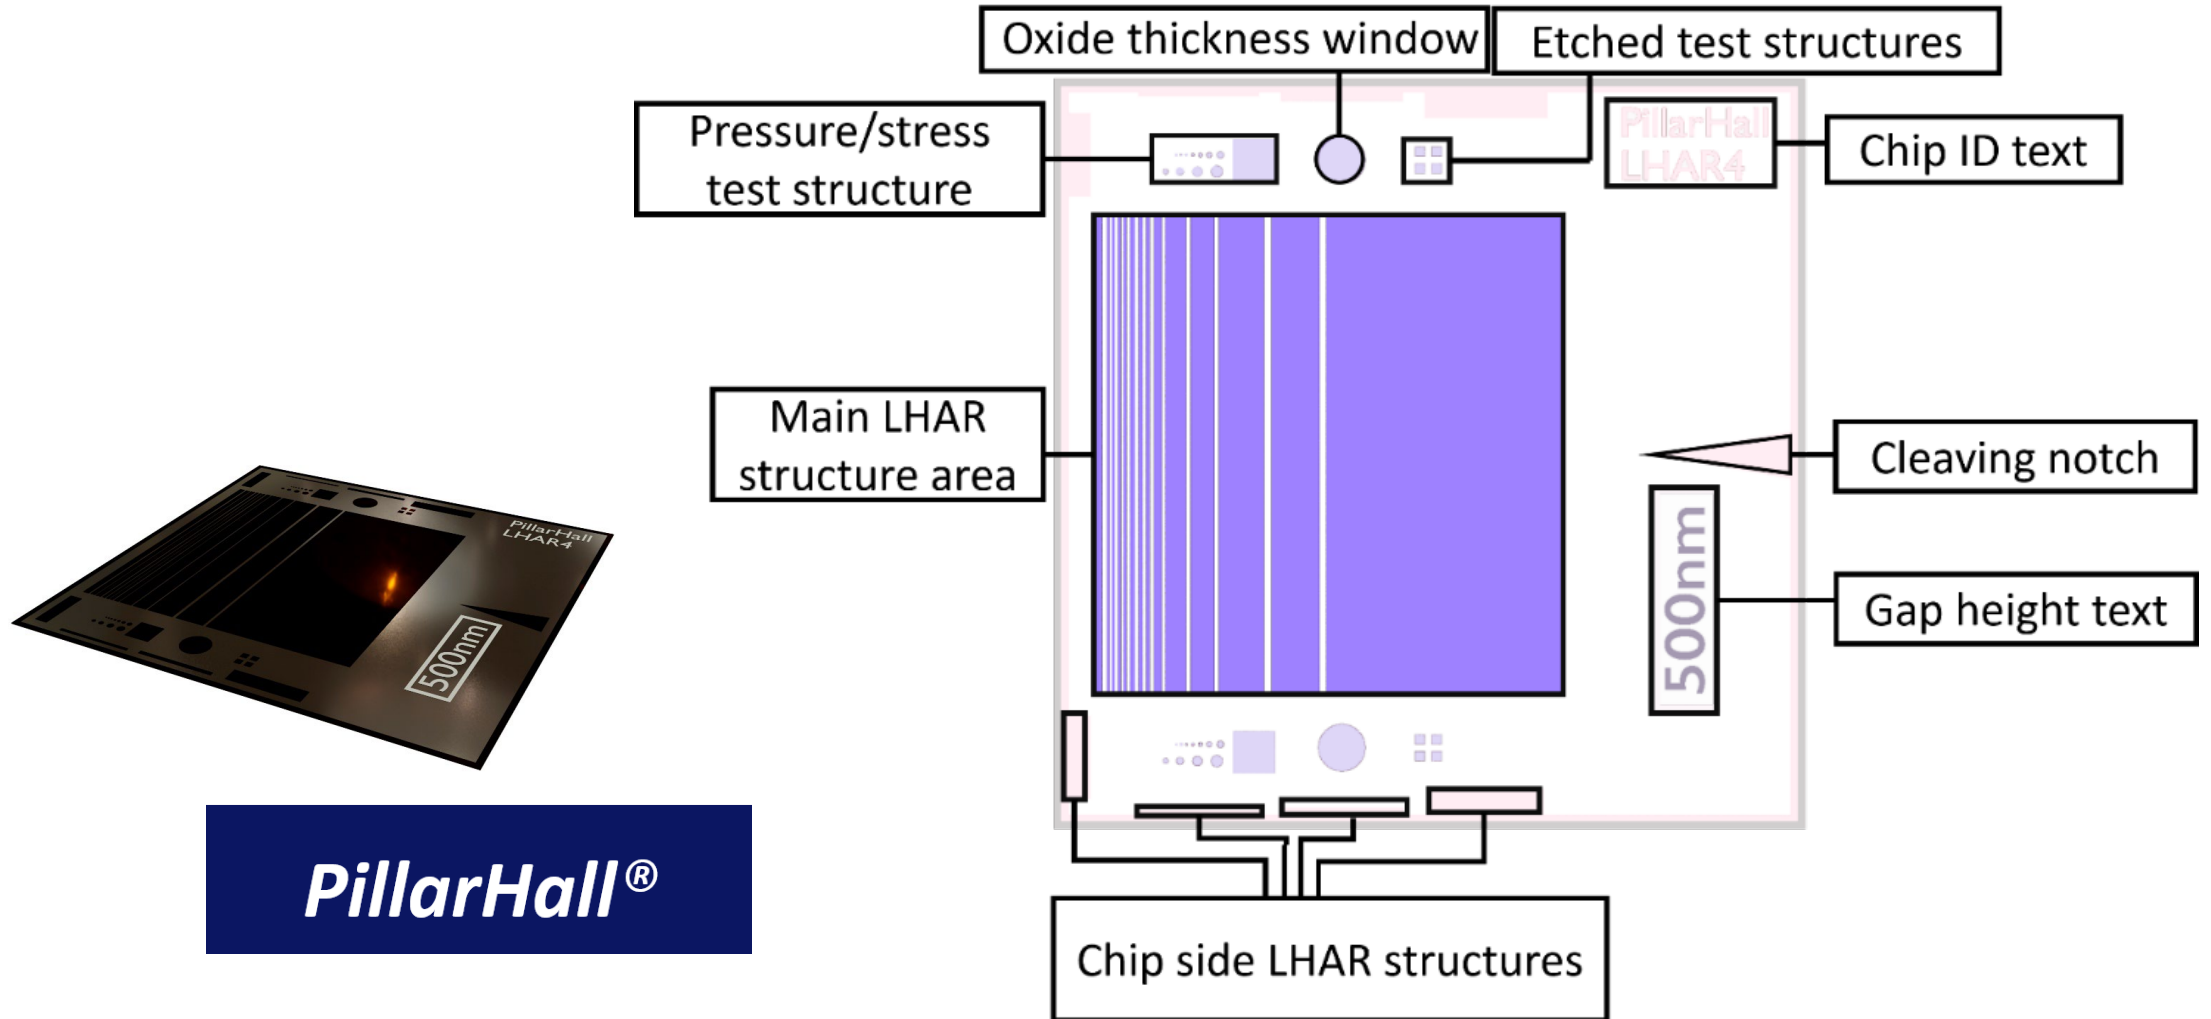 Oxide thickness window
Etched test structures
Pressure/stress
test structure
PillarHall
LHAR4
Chip ID text
Main LHAR
structure area
Cleaving notch
500nm
Gap height text
PillarHall
LHAR4
500nm
PillarHall®
Chip side LHAR structures